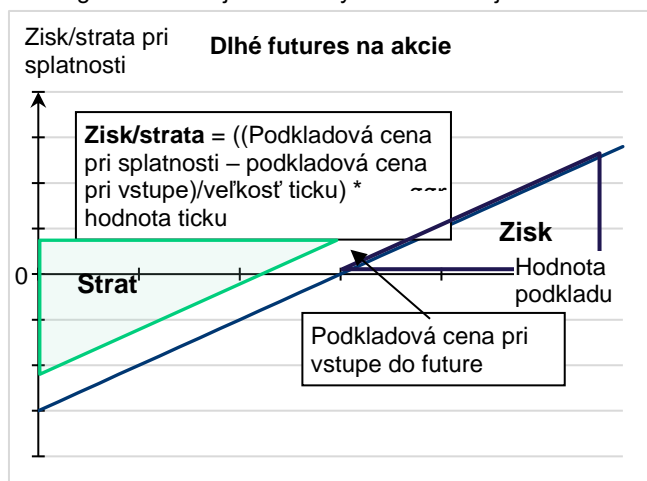 Zisk/strata pri
splatnosti
Dlhé futures na akcie
Zisk/strata = ((Podkladová cena
pri splatnosti – podkladová cena
pri vstupe)/veľkosť ticku) *
hodnota ticku
Zisk
0
Strat
Hodnota
podkladu
Podkladová cena pri
vstupe do future